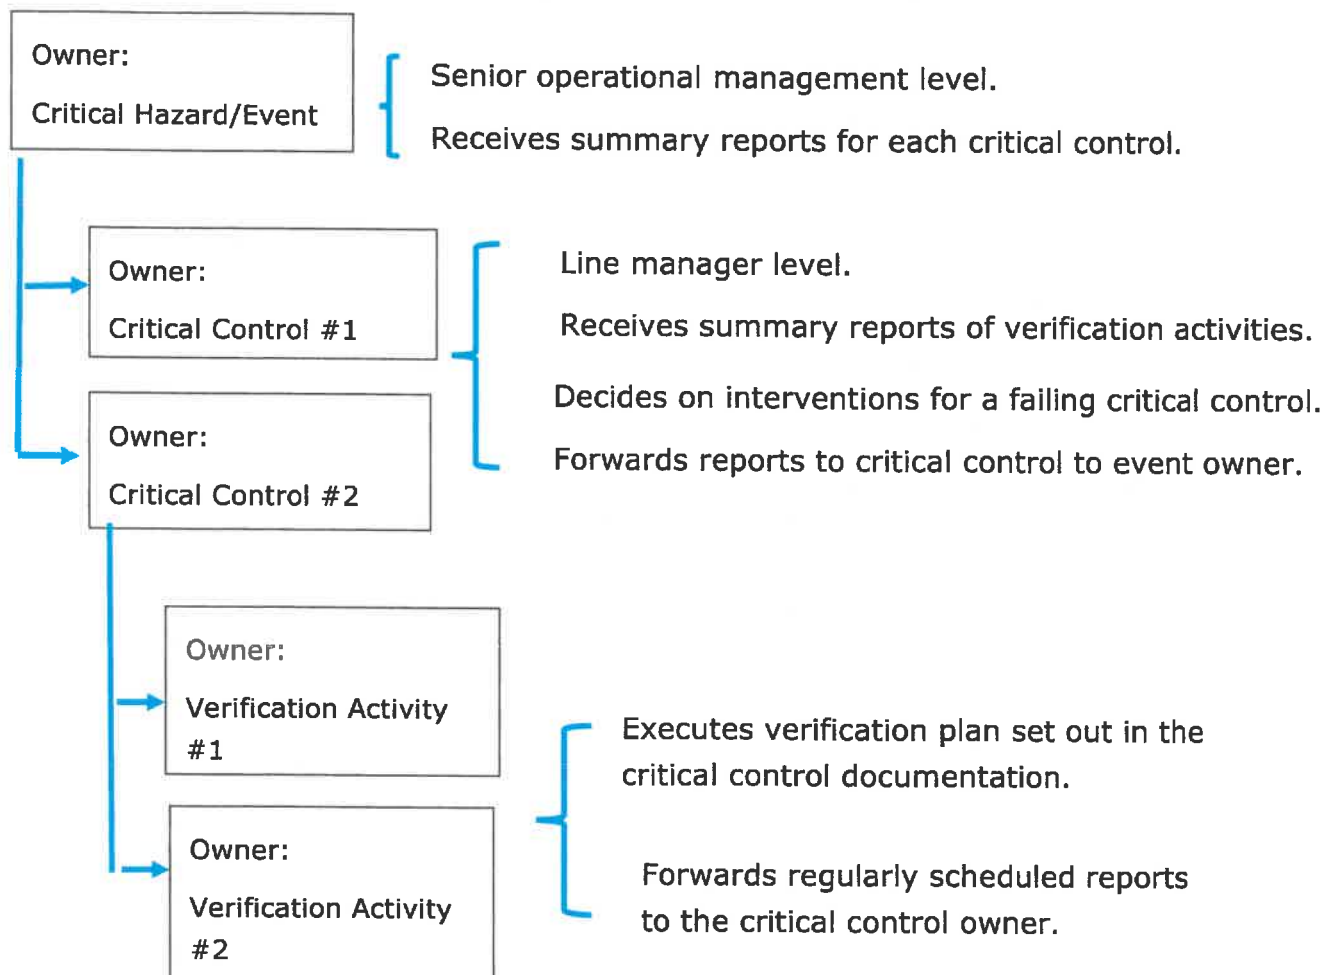 Owner:
Critical Hazard/Event
Senior operational management level.
Receives summary reports for each critical control.
Owner:
Critical Control #1
Line manager level.
Receives summary reports of verification activities.
Owner:
Critical Control #2
Decides on interventions for a failing critical control.
Forwards reports to critical control to event owner.
Owner:
Verification Activity
#1
Executes verification plan set out in the
critical control documentation.
Owner:
Verification Activity
#2
Forwards regularly scheduled reports
to the critical control owner.